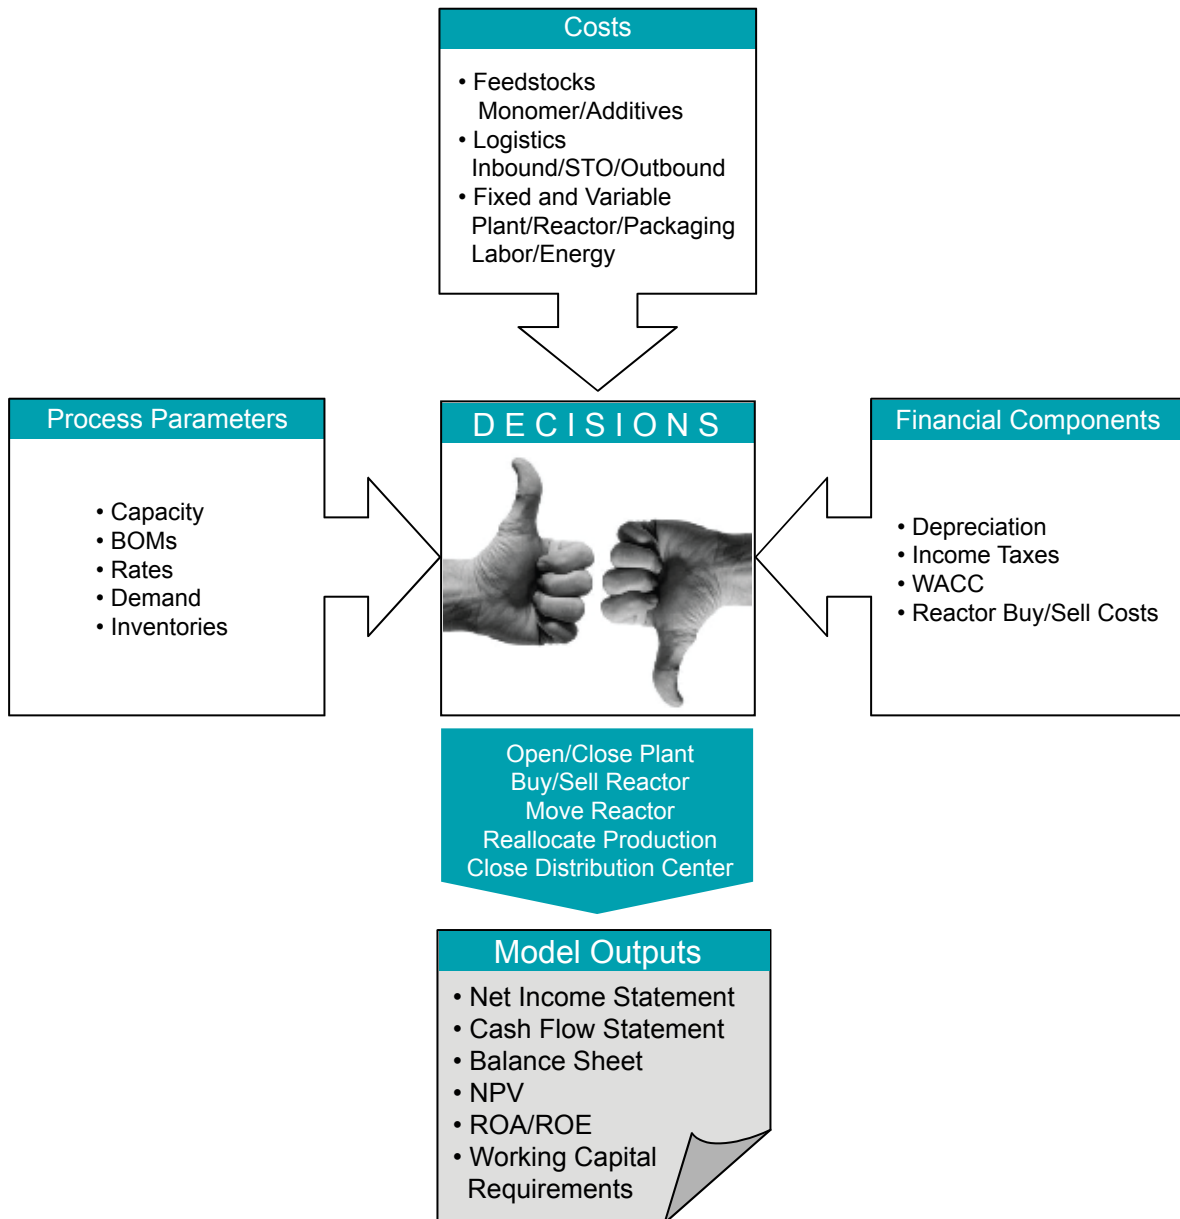 Costs
• Feedstocks
Monomer/Additives
• Logistics
Inbound/STO/Outbound
• Fixed and Variable
Plant/Reactor/Packaging
Labor/Energy
Process Parameters
• Capacity
• BOMs
• Rates
• Demand
• Inventories
DECISIONS
Financial Components
• Depreciation
• Income Taxes
• WACC
• Reactor Buy/Sell Costs
Open/Close Plant
Buy/Sell Reactor
Move Reactor
Reallocate Production
Close Distribution Center
Model Outputs
• Net Income Statement
• Cash Flow Statement
• Balance Sheet
• NPV
• ROA/ROE
• Working Capital
Requirements